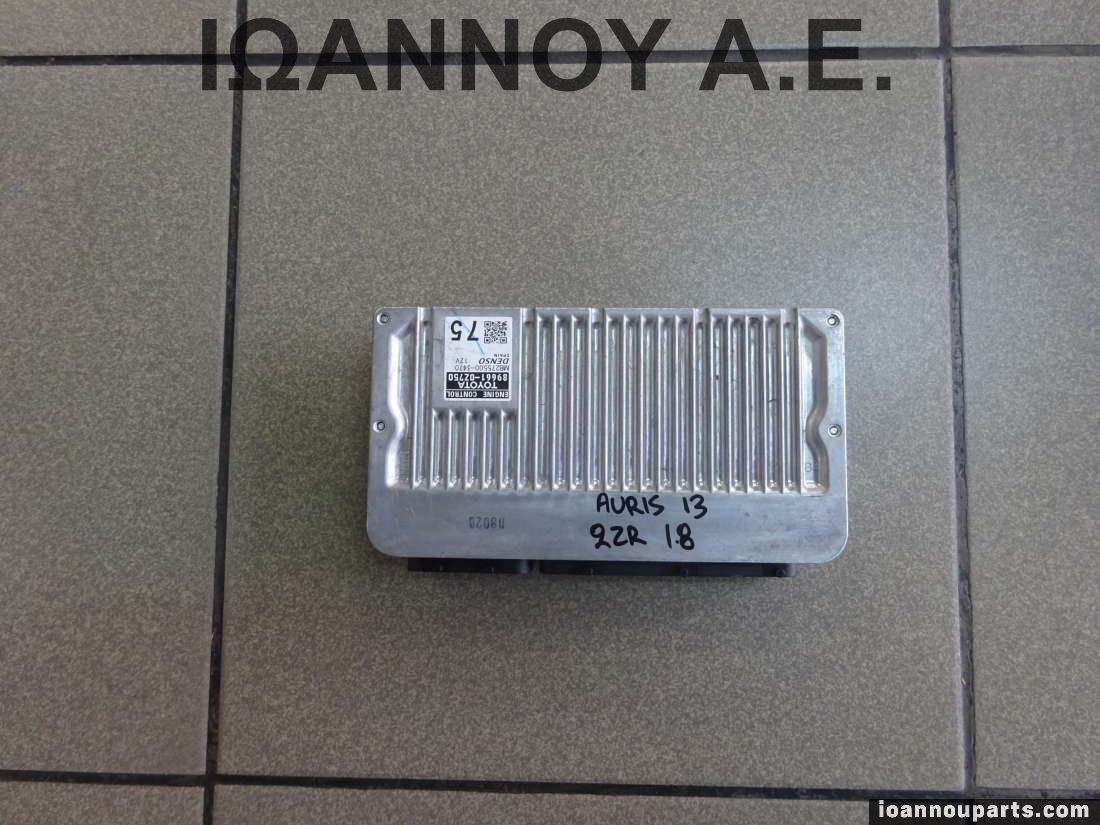 ΙΩΑΝΝΟΥ Α.Ε.
ENGINE CONTROL
TOYOTA
89661-02750
MB275500-3470
DENSO 12V
SPAIN
75
AURIS 13
2ZR 1.8
ioannouparts.com